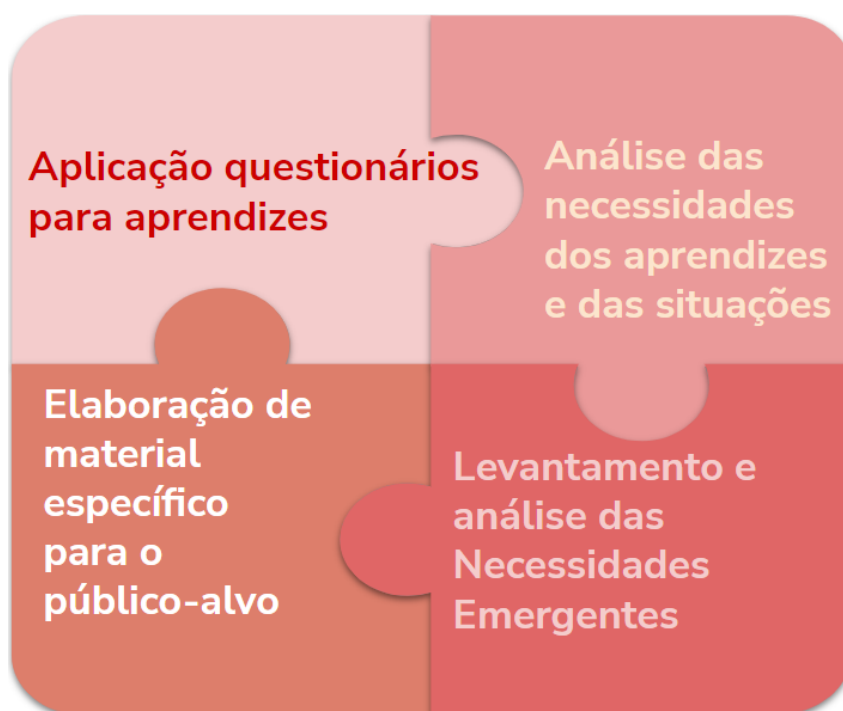 Aplicação questionários
para aprendizes
Análise das
necessidades
dos aprendizes
e das situações
Elaboração de
material
específico
para o
público-alvo
Levantamento e
análise das
Necessidades
Emergentes